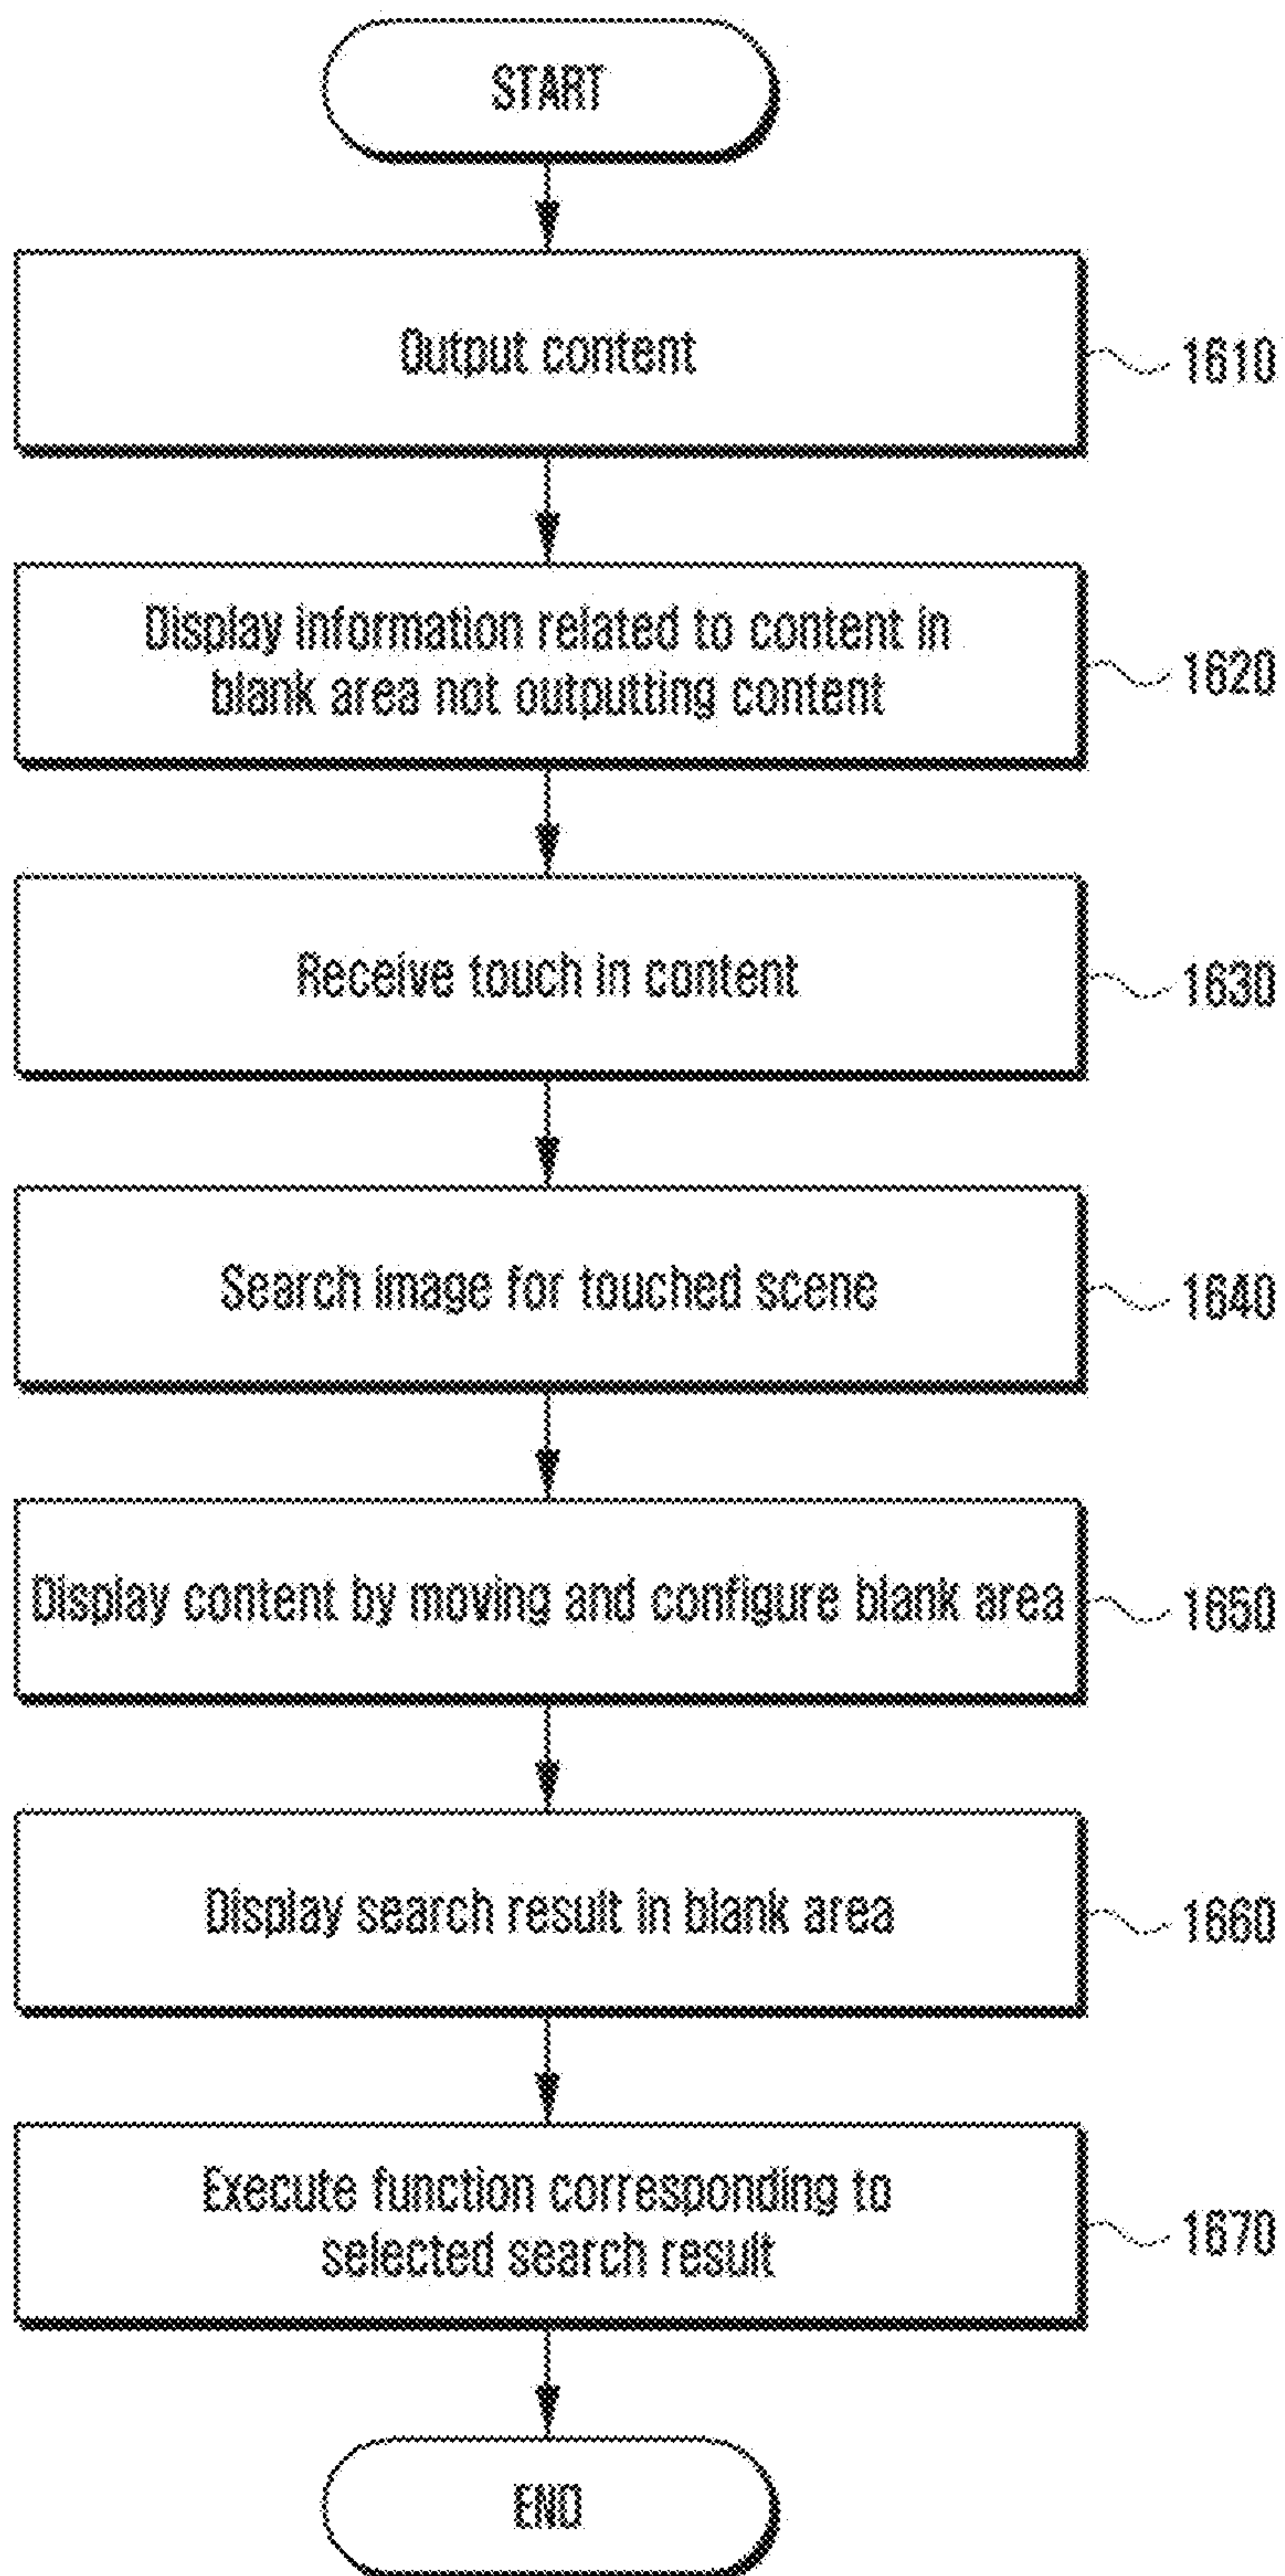 START
Output content
1610
Display information related to content in
blank area not outputting content
1620
Receive touch in content
1630
Search image for touched scene
1640
Display content by moving and configure blank area
1650
Display search result in blank area
1660
Execute function corresponding to
selected search result
1670
END